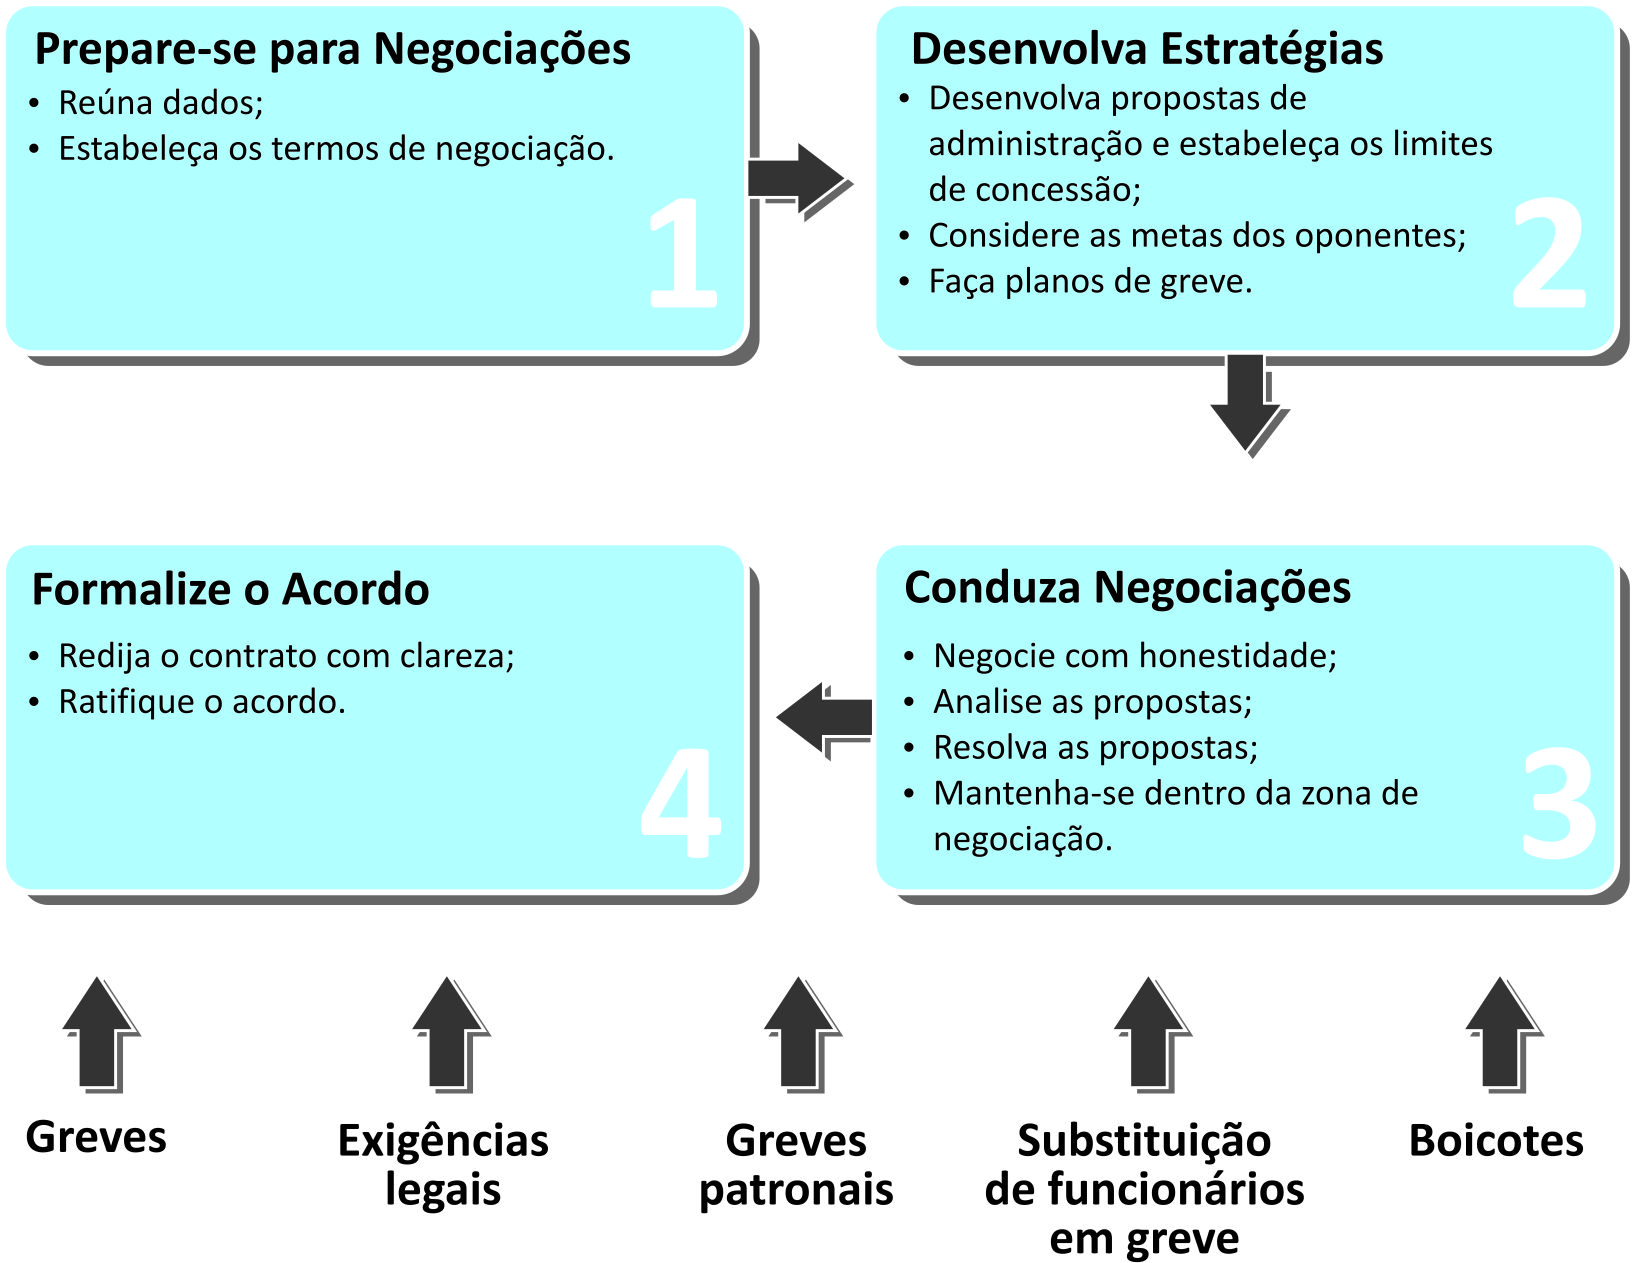 Prepare-se para Negociações
• Reúna dados;
• Estabeleça os termos de negociação.
1
Desenvolva Estratégias
• Desenvolva propostas de
administração e estabeleça os limites
de concessão;
• Considere as metas dos oponentes;
• Faça planos de greve.
2
Conduza Negociações
• Negocie com honestidade;
• Analise as propostas;
• Resolva as propostas;
• Mantenha-se dentro da zona de
negociação.
3
Formalize o Acordo
• Redija o contrato com clareza;
• Ratifique o acordo.
4
Greves
Exigências
legais
Greves
patronais
Substituição
de funcionários
em greve
Boicotes